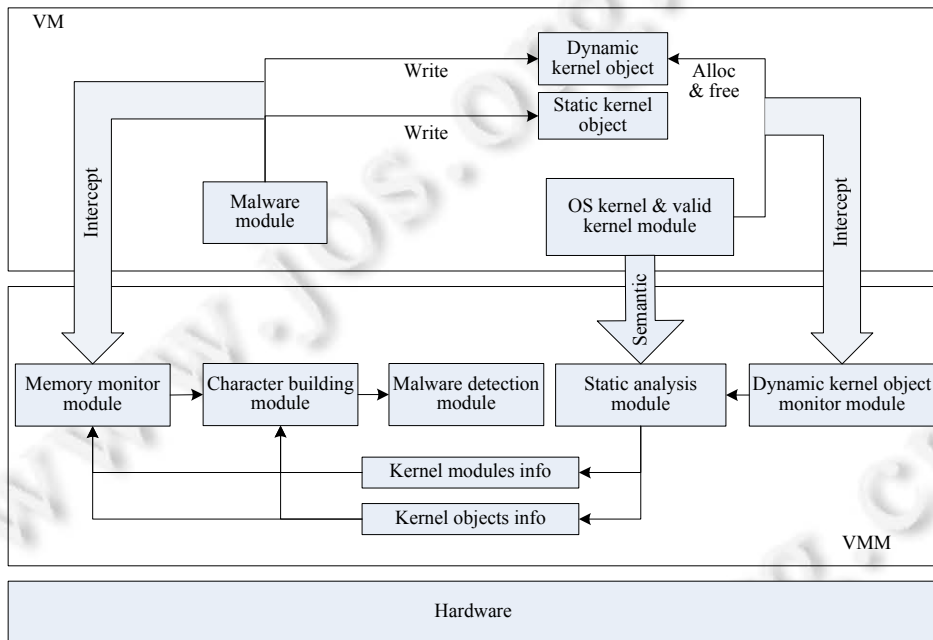 VM
Dynamic
kernel object
Write
Alloc
& free
Static kernel
object
Write
Intercept
Malware
module
OS kernel & valid
kernel module
Intercept
Semantic
Memory monitor
module
Character building
module
Malware detection
module
Static analysis
module
Dynamic kernel object
monitor module
Kernel modules info
Kernel objects info
VMM
Hardware